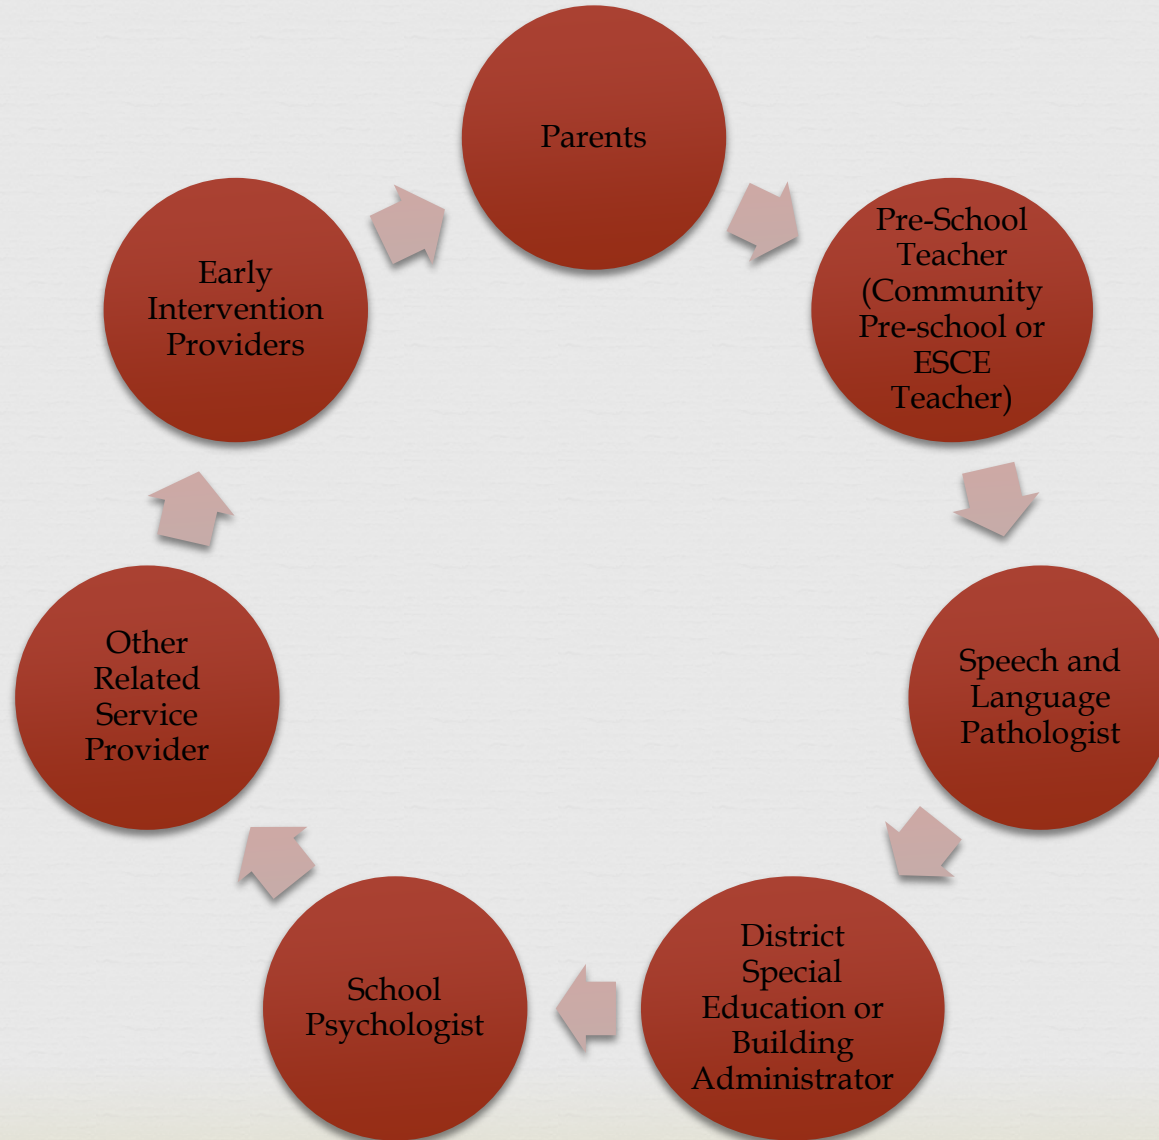 Parents
Pre-School
Teacher
(Community
Pre-school or
ESCE
Teacher)
Speech and
Language
Pathologist
District
Special
Education or
Building
Administrator
School
Psychologist
Other
Related
Service
Provider
Early
Intervention
Providers